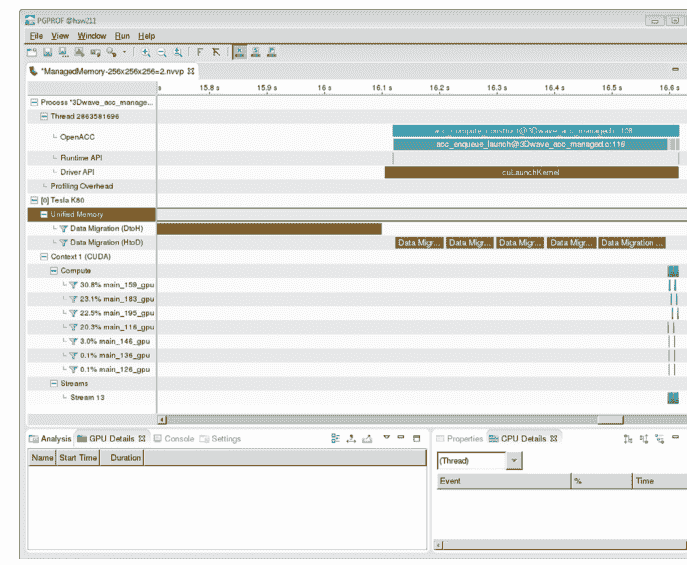 PGPROF @hsw211
File View Window Run Help
*ManagedMemory-256x256x256=2.nvvp
s 15.8 s 15.9 s 16 s 16.1 s 16.2 s 16.3 s 16.4 s 16.5 s 16.6 s
Process "3Dwave_acc_manage...
Thread 2863581696
OpenACC
acc_compute_construct@3Dwave_acc_managed.c:
acc_enqueue_launch@3Dwave_acc_managed.c:116
Runtime API
Driver API
cuLaunchKernel
Profiling Overhead
[0] Tesla K80
Unified Memory
Data Migration (DtoH)
Data Migration (HtoD)
Data Migr... Data Migr... Data Migr... Data Migr... Data Migration ...
Context 1 (CUDA)
Compute
30.8% main_159_gpu
23.1% main_183_gpu
22.5% main_195_gpu
20.3% main_116_gpu
3.0% main_146_gpu
0.1% main_136_gpu
0.1% main_126_gpu
Streams
Stream 13
Analysis GPU Details Console Settings
Name Start Time Duration
Properties CPU Details
(Thread)
Event % Time